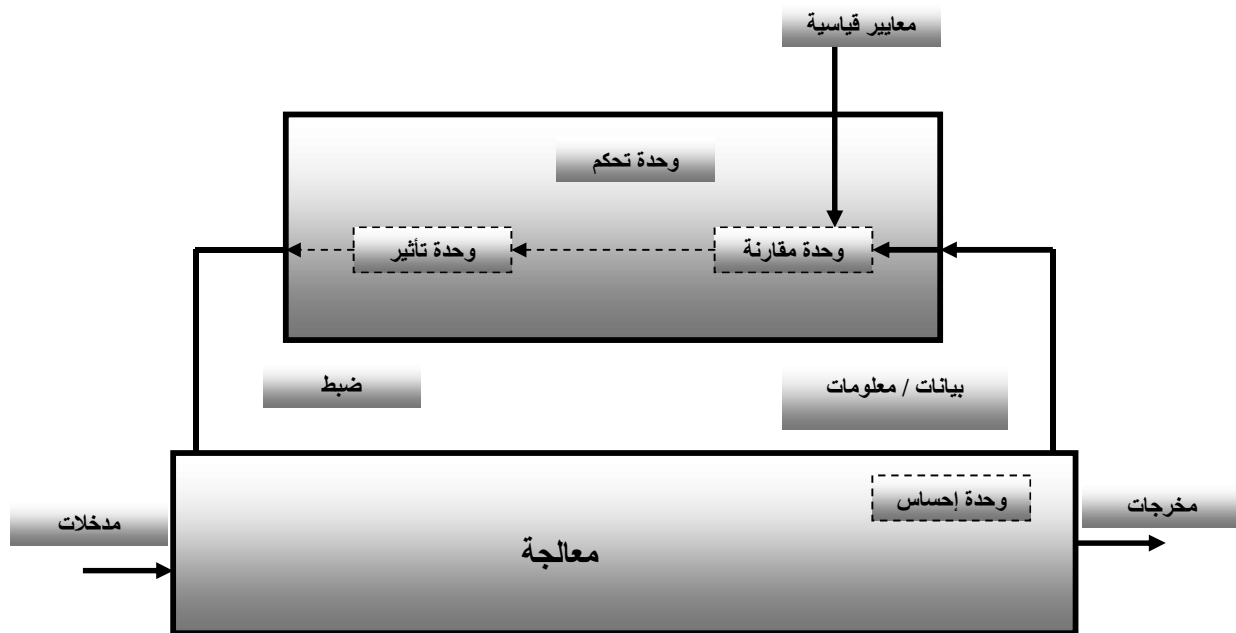 معايير قياسية
وحدة تحكم
وحدة مقارنة
وحدة تأثير
بيانات / معلومات
ضبط
وحدة إحساس
مخرجات
مدخلات
معالجة